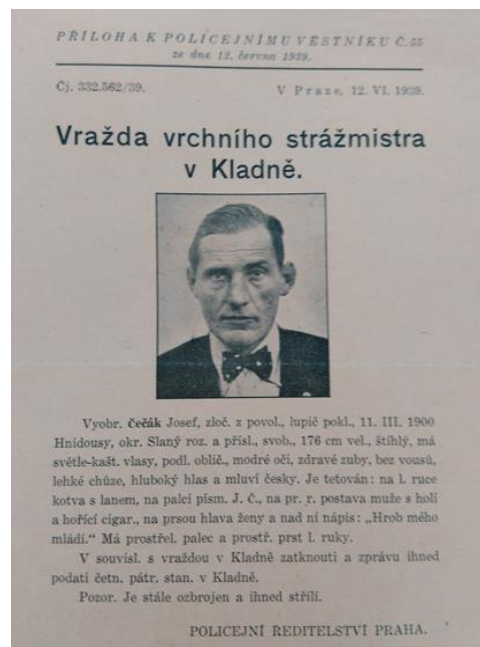 PŘÍLOHA K POLICEJNÍMU VĚSTNÍKU Č. 55
ze dne 12. června 1939.
Čj. 332.562/39.
V Praze, 12. VI. 1939.
Vražda vrchního strážmistra
v Kladně.
Vyobr. čečák Josef, zloč. z povol., lupič pokl., 11. III. 1900
Hnidousy, okr. Slaný roz. a přísl., svob., 176 cm vel., štíhlý, má
světle-kašt. vlasy, podl. oblič., modré oči, zdravé zuby, bez vousů,
lehké chůze, hluboký hlas a mluví česky. Je tetován: na l. ruce
kotva s lanem, na palci písm. J. Č., na pr. r. postava muže s holí
a hořící cigar., na prsou hlava ženy a nad ní nápis: „Hrob mého
mládí.“ Má prostřel. palec a prostř. prst l. ruky.
V souvisl. s vraždou v Kladně zatknouti a zprávu ihned
podati četn. pátr. stan. v Kladně.
Pozor. Je stále ozbrojen a ihned střílí.
POLICEJNÍ ŘEDITELSTVÍ PRAHA.